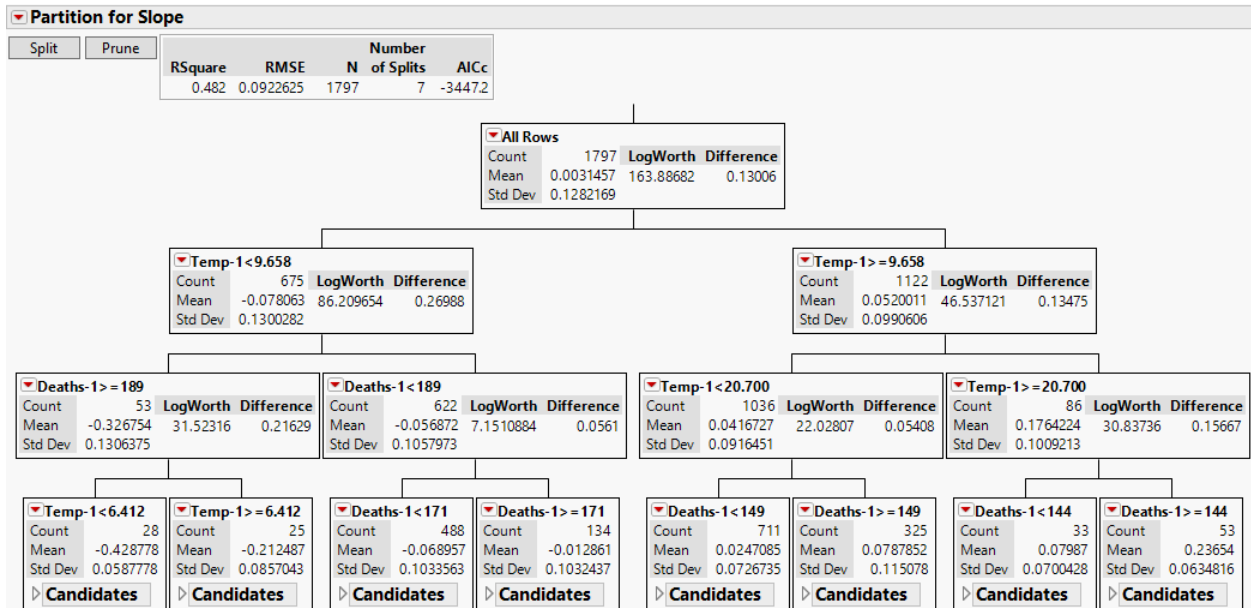 Partition for Slope
Split Prune
Number
RSquare RMSE N of Splits AICc
0.482 0.0922625 1797 7 -3447.2
All Rows
Count 1797 LogWorth Difference
Mean 0.0031457 163.88682 0.13006
Std Dev 0.1282169
Temp-1<9.658
Count 675 LogWorth Difference
Mean -0.078063 86.209654 0.26988
Std Dev 0.1300282
Temp-1>=9.658
Count 1122 LogWorth Difference
Mean 0.0520011 46.537121 0.13475
Std Dev 0.0990606
Deaths-1>=189
Count 53 LogWorth Difference
Mean -0.326754 31.52316 0.21629
Std Dev 0.1306375
Deaths-1<189
Count 622 LogWorth Difference
Mean -0.056872 7.1510884 0.0561
Std Dev 0.1057973
Temp-1<20.700
Count 1036 LogWorth Difference
Mean 0.0416727 22.02807 0.05408
Std Dev 0.0916451
Temp-1>=20.700
Count 86 LogWorth Difference
Mean 0.1764224 30.83736 0.15667
Std Dev 0.1009213
Temp-1<6.412
Count 28
Mean -0.428778
Std Dev 0.0587778
Candidates
Temp-1>=6.412
Count 25
Mean -0.212487
Std Dev 0.0857043
Candidates
Deaths-1<171
Count 488
Mean -0.068957
Std Dev 0.1033563
Candidates
Deaths-1>=171
Count 134
Mean -0.012861
Std Dev 0.1032437
Candidates
Deaths-1<149
Count 711
Mean 0.0247085
Std Dev 0.0726735
Candidates
Deaths-1>=149
Count 325
Mean 0.0787852
Std Dev 0.115078
Candidates
Deaths-1<144
Count 33
Mean 0.07987
Std Dev 0.0700428
Candidates
Deaths-1>=144
Count 53
Mean 0.23654
Std Dev 0.0634816
Candidates